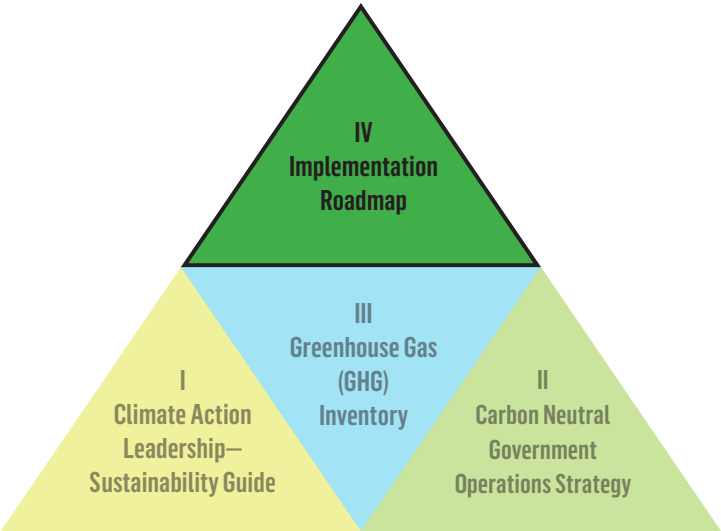 IV
Implementation
Roadmap
III
Greenhouse Gas
(GHG)
Inventory
I
Climate Action
Leadership—
Sustainability Guide
II
Carbon Neutral
Government
Operations Strategy